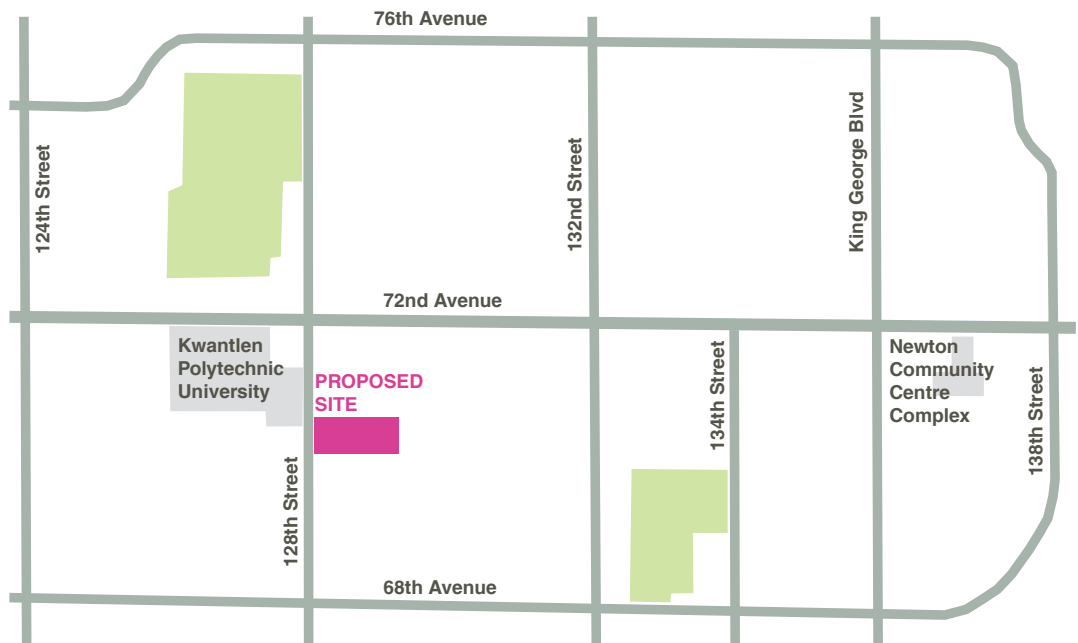 76th Avenue
124th Street
132nd Street
King George Blvd
72nd Avenue
Kwantlen
Polytechnic
University
PROPOSED
SITE
134th Street
Newton
Community
Centre
Complex
138th Street
128th Street
68th Avenue